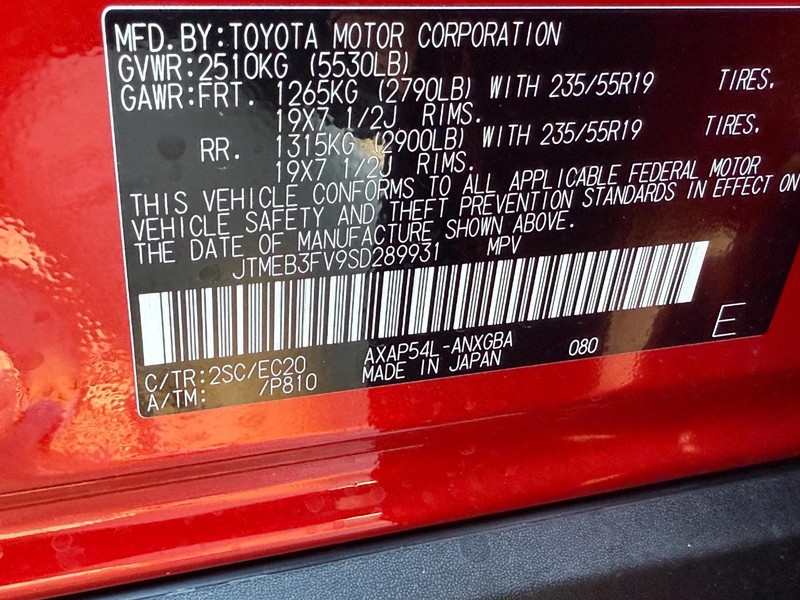 MFD. BY: TOYOTA MOTOR CORPORATION
GVWR: 2510KG (5530LB)
GAWR: FRT. 1265KG (2790LB) WITH 235/55R19 TIRES.
19X7 1/2J RIMS.
RR. 1315KG (2900LB) WITH 235/55R19 TIRES.
19X7 1/2J RIMS.
THIS VEHICLE CONFORMS TO ALL APPLICABLE FEDERAL MOTOR
VEHICLE SAFETY AND THEFT PREVENTION STANDARDS IN EFFECT ON
THE DATE OF MANUFACTURE SHOWN ABOVE.
JTMEB3FV9SD289931 MPV
E
C/TR: 2SC/EC20 AXAP54L-ANXGBA 080
A/TM: /P810 MADE IN JAPAN